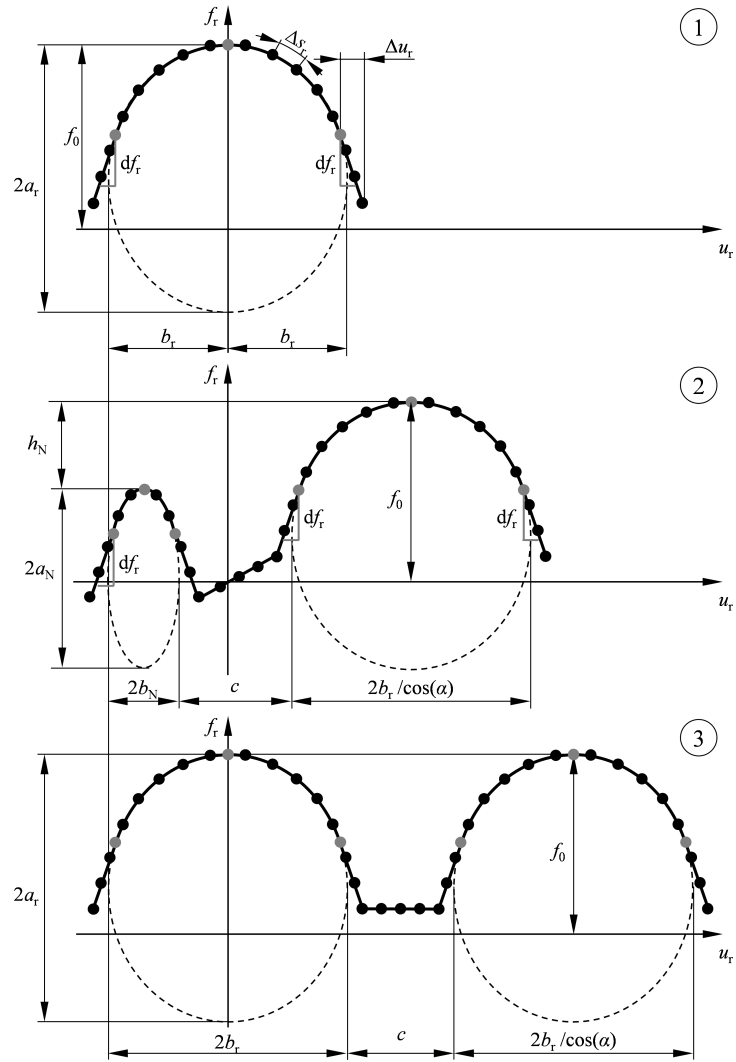 f_r
Δs_r
Δu_r
1
f_0
df_r
df_r
2a_r
u_r
b_r
b_r
f_r
2
h_N
f_0
df_r
df_r
2a_N
df_r
u_r
2b_N
c
2b_r/cos(α)
f_r
3
f_0
2a_r
u_r
2b_r
c
2b_r/cos(α)